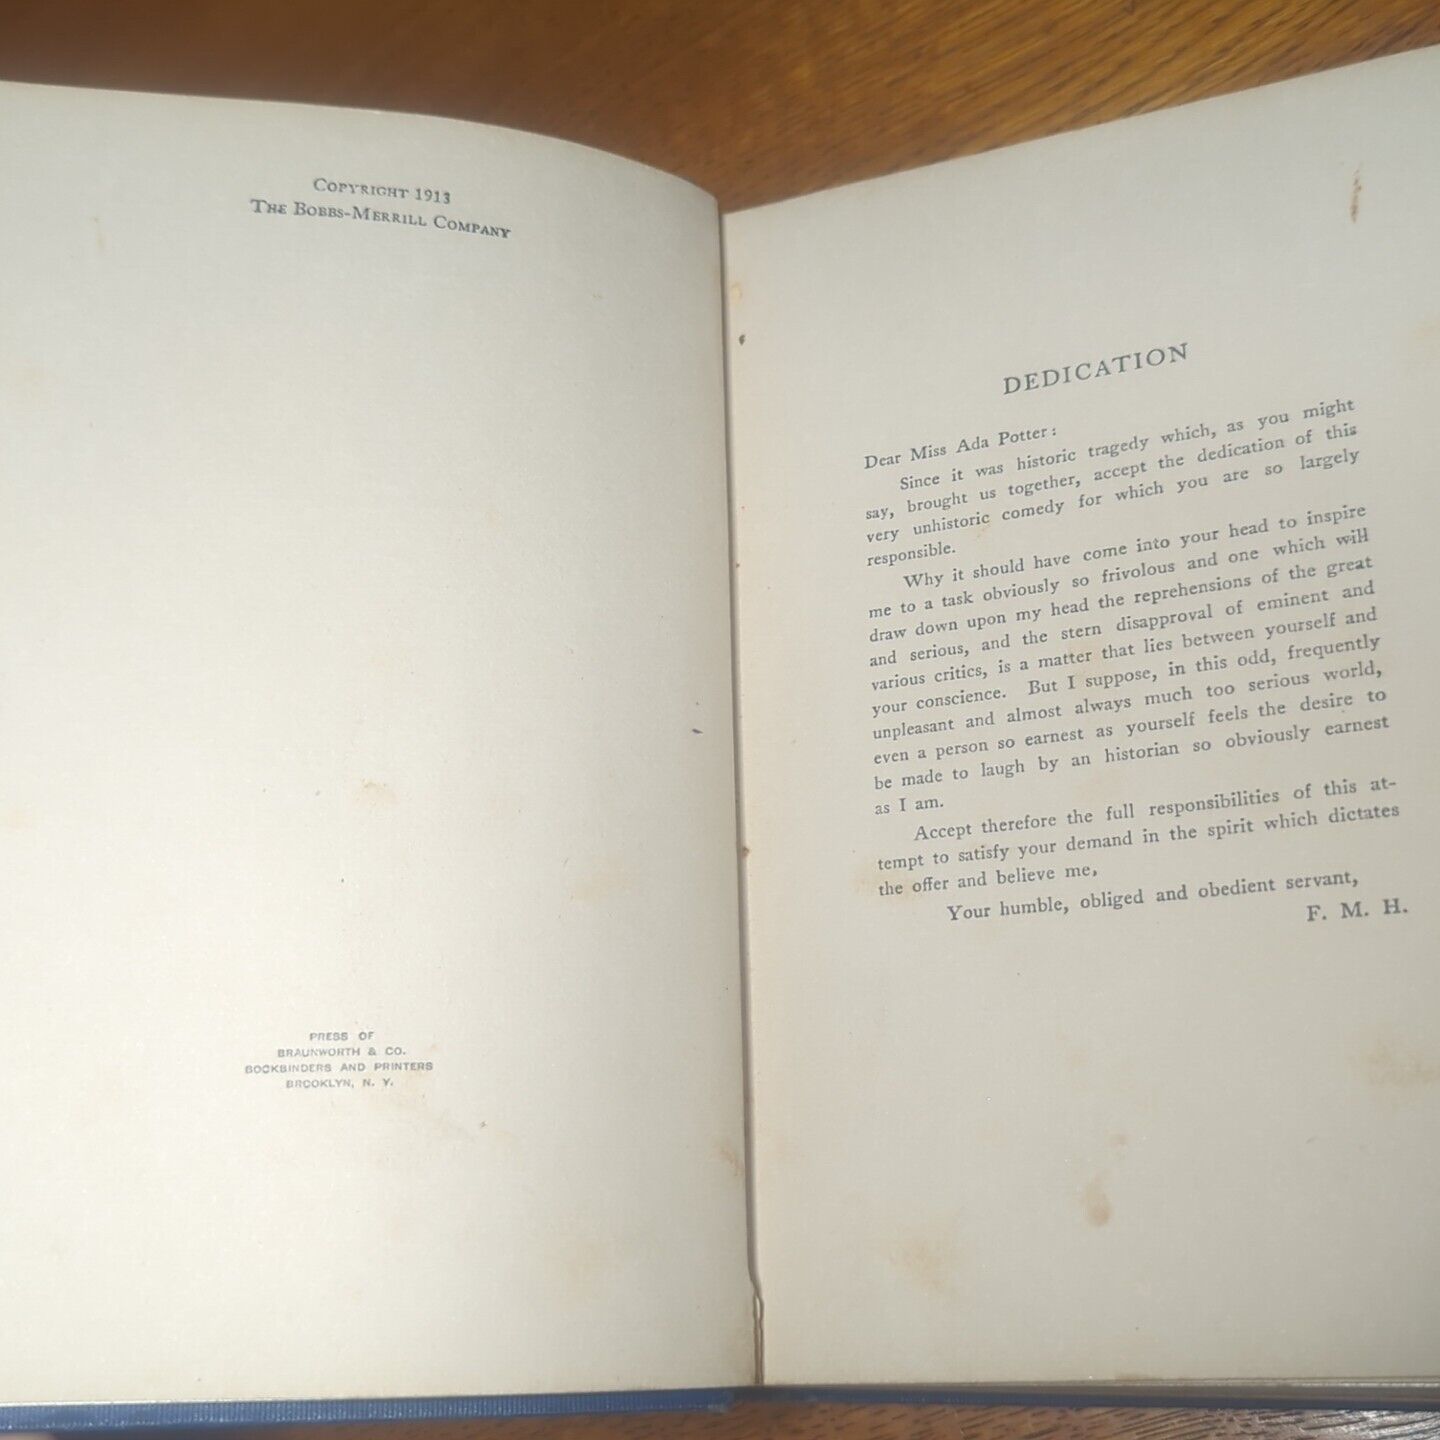 COPYRIGHT 1913
THE BOBBS-MERRILL COMPANY
PRESS OF
BRAUNWORTH & CO.
BOOKBINDERS AND PRINTERS
BROOKLYN, N. Y.
DEDICATION
Dear Miss Ada Potter:
Since it was historic tragedy which, as you might
say, brought us together, accept the dedication of this
very unhistoric comedy for which you are so largely
responsible.
Why it should have come into your head to inspire
me to a task obviously so frivolous and one which will
draw down upon my head the reprehensions of the great
and serious, and the stern disapproval of eminent and
various critics, is a matter that lies between yourself and
your conscience. But I suppose, in this odd, frequently
unpleasant and almost always much too serious world,
even a person so earnest as yourself feels the desire to
be made to laugh by an historian so obviously earnest
as I am.
Accept therefore the full responsibilities of this at-
tempt to satisfy your demand in the spirit which dictates
the offer and believe me,
Your humble, obliged and obedient servant,
F. M. H.